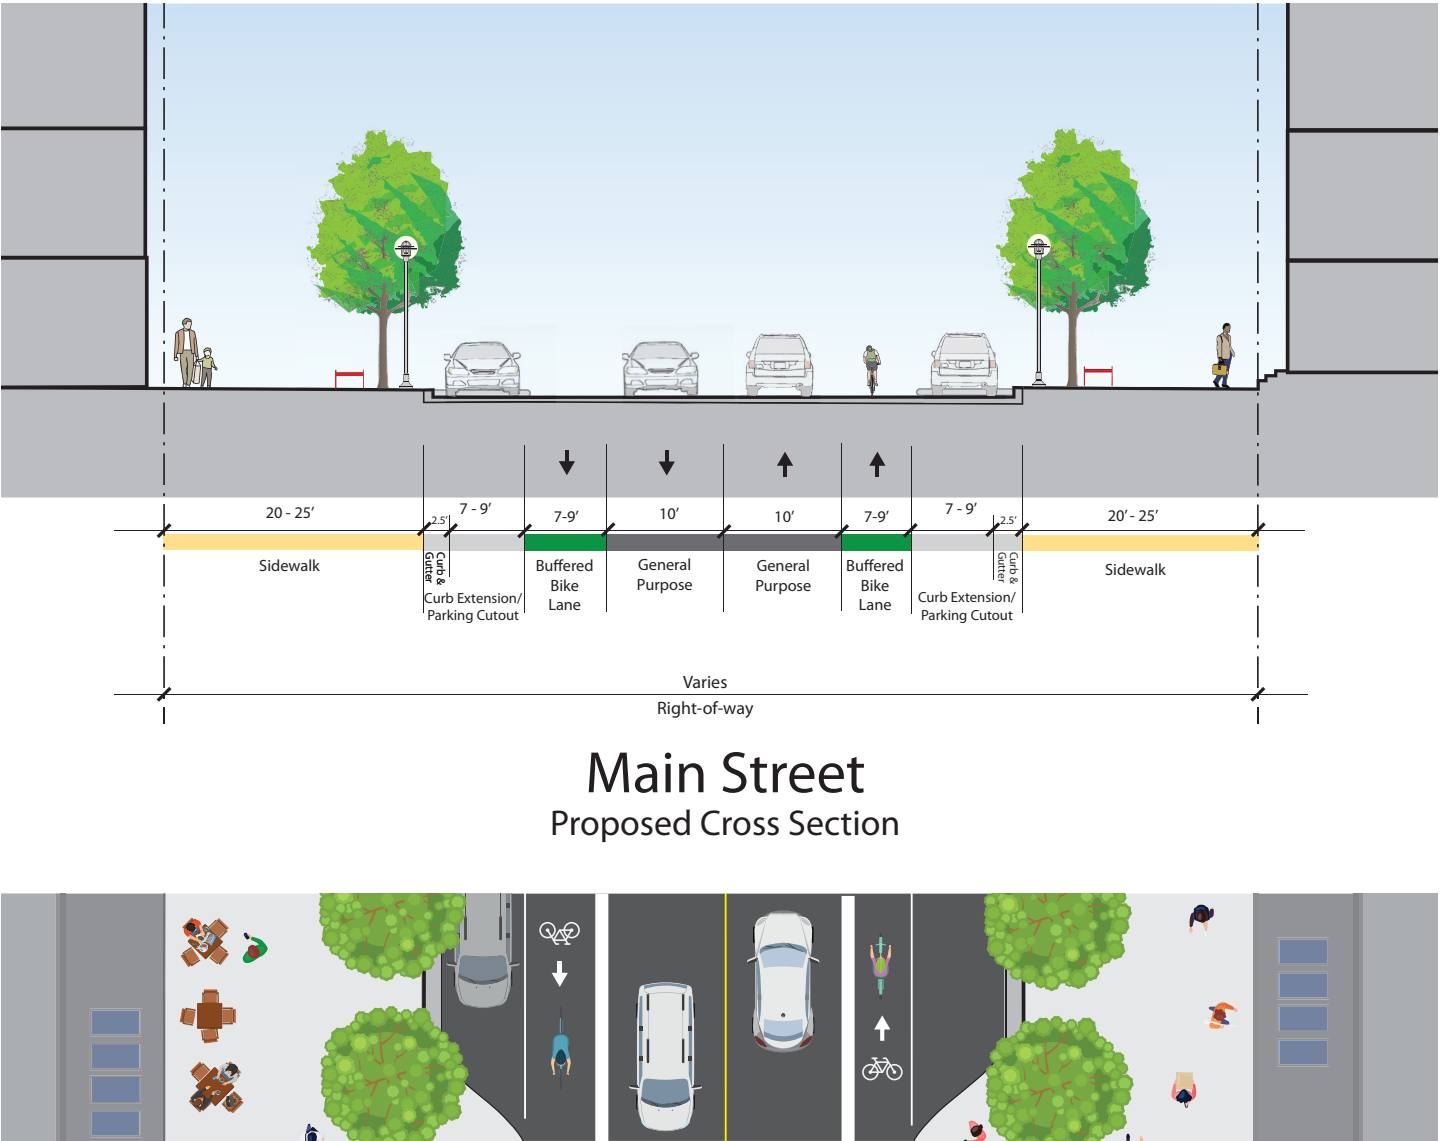 20 - 25’
2.5’
7 - 9’
7-9’
10’
10’
7-9’
7 - 9’
2.5’
20’ - 25’
Sidewalk
Curb &
Gutter
Curb Extension/
Parking Cutout
Buffered
Bike
Lane
General
Purpose
General
Purpose
Buffered
Bike
Lane
Curb Extension/
Parking Cutout
Curb &
Gutter
Sidewalk
Varies
Right-of-way
Main Street
Proposed Cross Section